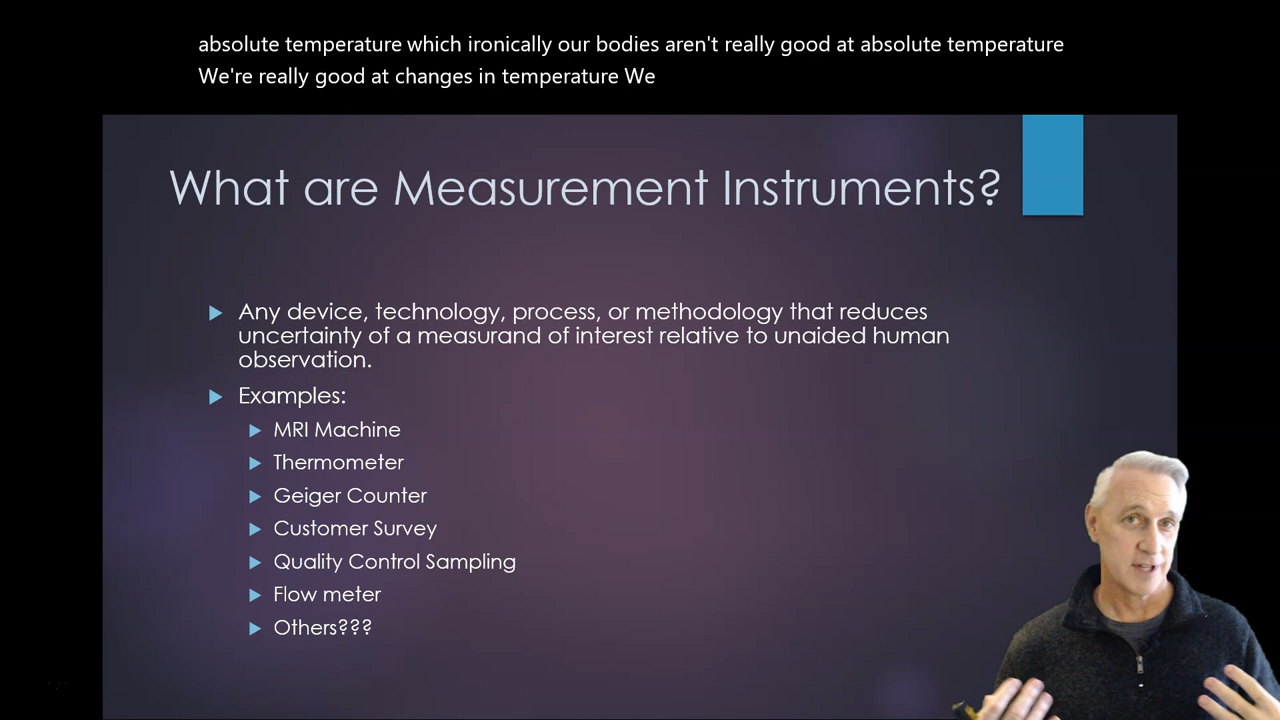 absolute temperature which ironically our bodies aren't really good at absolute temperature
We're really good at changes in temperature We
What are Measurement Instruments?
Any device, technology, process, or methodology that reduces
uncertainty of a measurand of interest relative to unaided human
observation.
Examples:
MRI Machine
Thermometer
Geiger Counter
Customer Survey
Quality Control Sampling
Flow meter
Others???